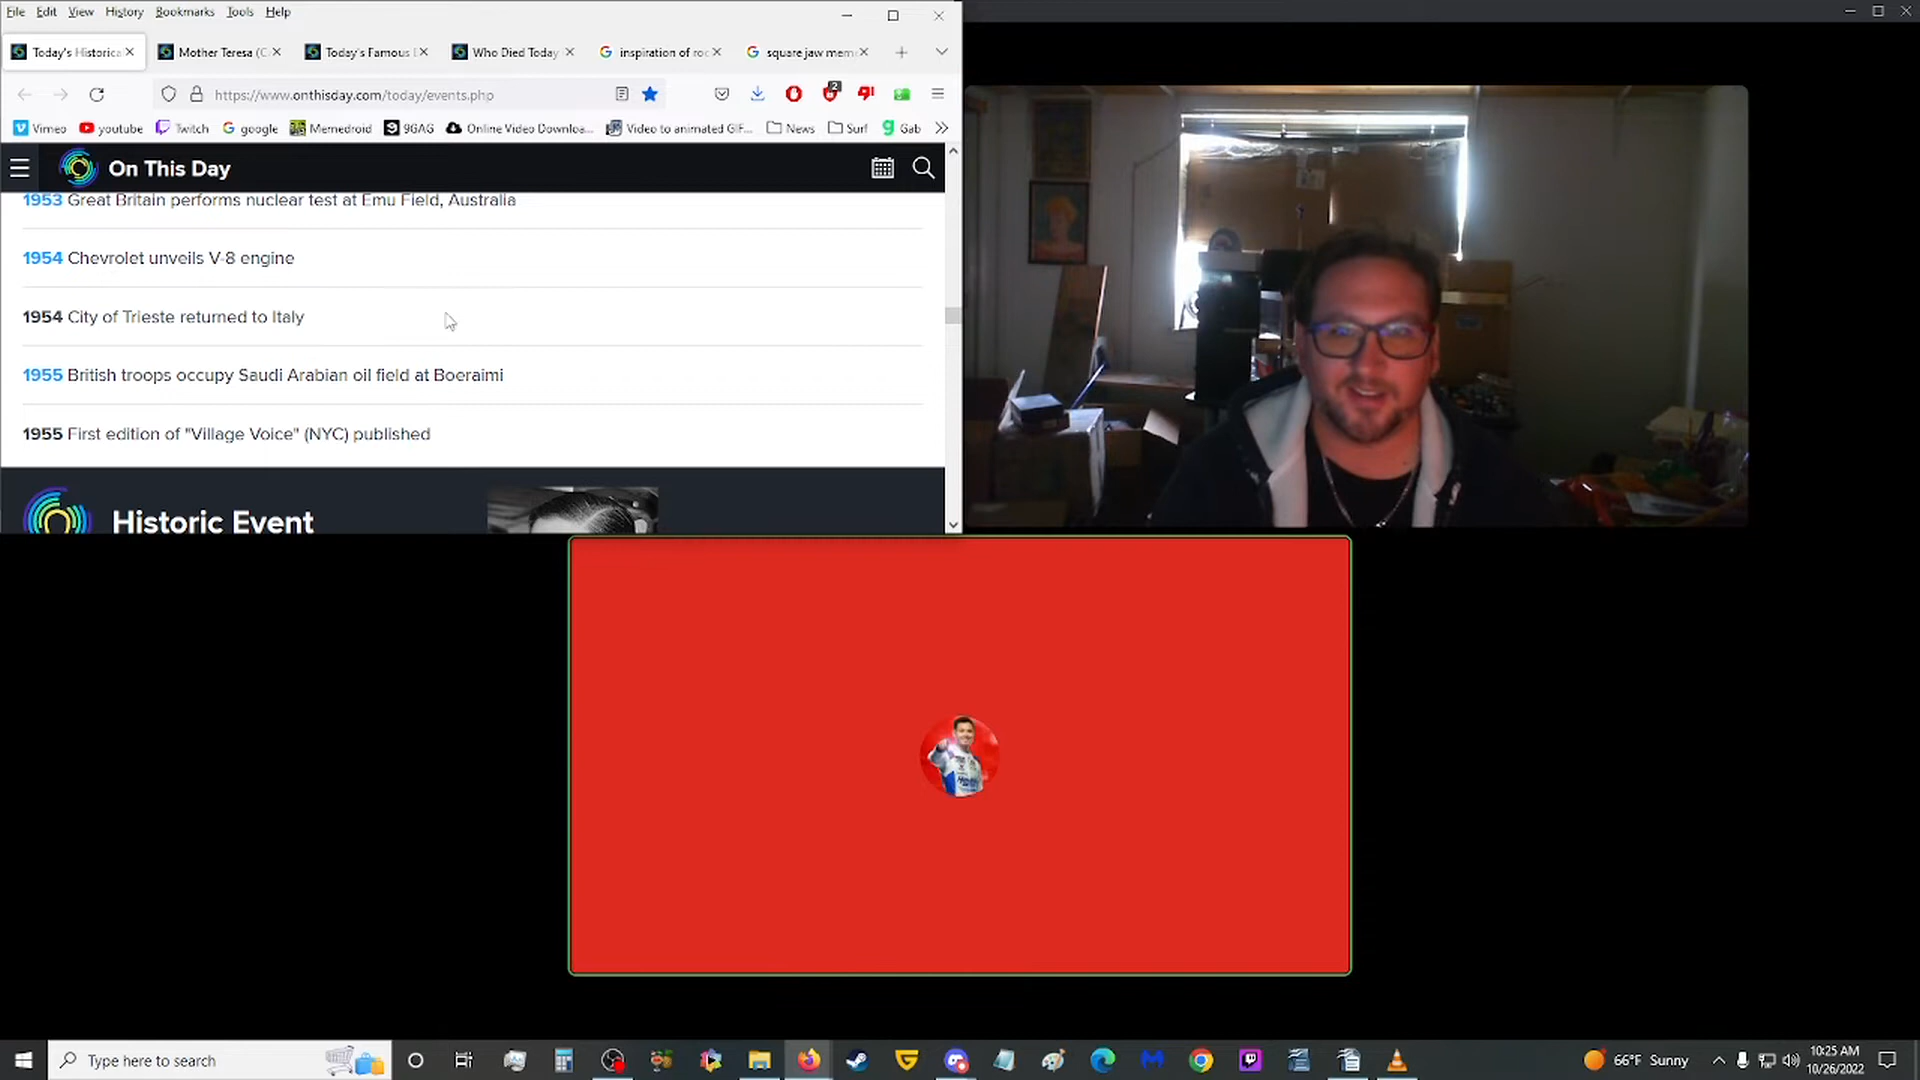 File Edit View History Bookmarks Tools Help
Today's Historica
Mother Teresa (C
Today's Famous
Who Died Today
inspiration of roc
square jaw mem
https://www.onthisday.com/today/events.php
2
Vimeo youtube Twitch google Memedroid 9GAG Online Video Downloa... Video to animated GIF... News Surf Gab
On This Day
1953 Great Britain performs nuclear test at Emu Field, Australia
1954 Chevrolet unveils V-8 engine
1954 City of Trieste returned to Italy
1955 British troops occupy Saudi Arabian oil field at Boeraimi
1955 First edition of "Village Voice" (NYC) published
Historic Event
Type here to search
66°F Sunny
10:25 AM
10/26/2022